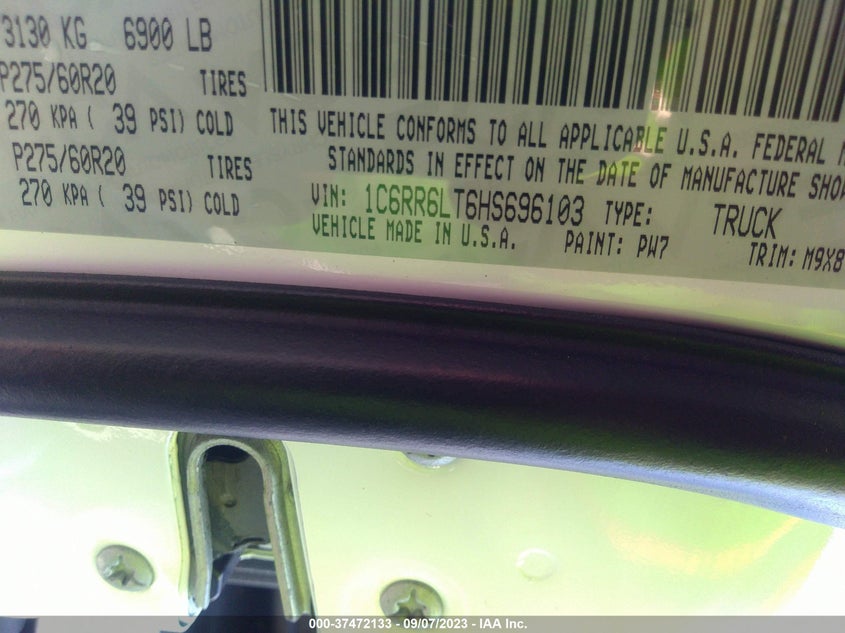 3130 KG 6900 LB
P275/60R20 TIRES
270 KPA ( 39 PSI) COLD
P275/60R20 TIRES
270 KPA ( 39 PSI) COLD
THIS VEHICLE CONFORMS TO ALL APPLICABLE U.S.A. FEDERAL
STANDARDS IN EFFECT ON THE DATE OF MANUFACTURE
VIN: 1C6RR6LT6HS696103 TYPE: TRUCK
VEHICLE MADE IN U.S.A. PAINT: PW7 TRIM: M9X8
000-37472133 - 09/07/2023 - IAA Inc.